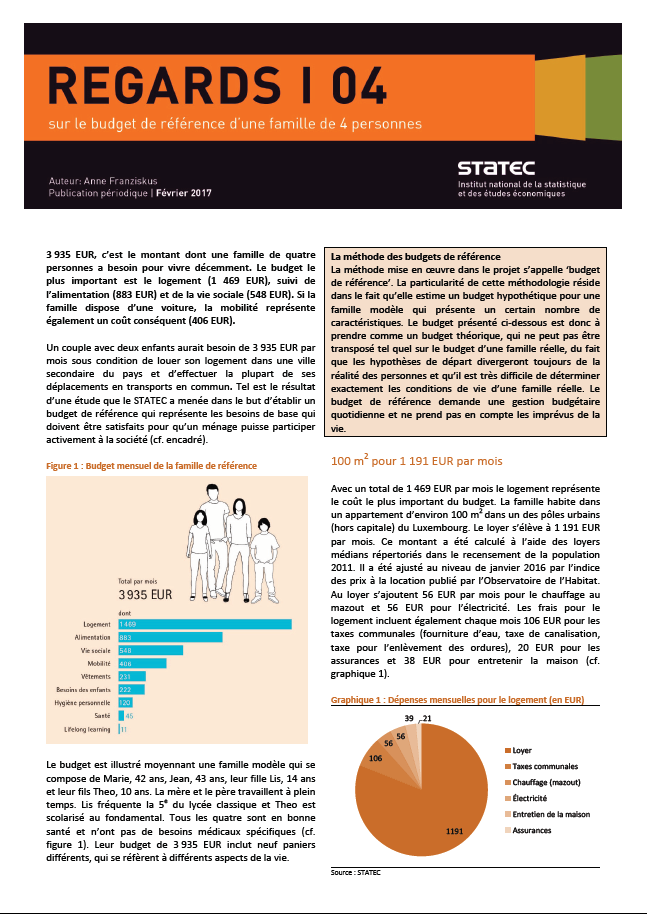 REGARDS I 04
sur le budget de référence d'une famille de 4 personnes
Auteur: Anne Franziskus
Publication périodique | Février 2017
STATEC
Institut national de la statistique
et des études économiques
3 935 EUR, c'est le montant dont une famille de quatre
personnes a besoin pour vivre décemment. Le budget le
plus important est le logement (1 469 EUR), suivi de
l'alimentation (883 EUR) et de la vie sociale (548 EUR). Si la
famille dispose d'une voiture, la mobilité représente
également un coût conséquent (406 EUR).
Un couple avec deux enfants aurait besoin de 3 935 EUR par
mois sous condition de louer son logement dans une ville
secondaire du pays et d'effectuer la plupart de ses
déplacements en transports en commun. Tel est le résultat
d'une étude que le STATEC a menée dans le but d'établir un
budget de référence qui représente les besoins de base qui
doivent être satisfaits pour qu'un ménage puisse participer
activement à la société (cf. encadré).
Figure 1 : Budget mensuel de la famille de référence
Total par mois
3 935 EUR
dont
Logement 1 469
Alimentation 883
Vie sociale 548
Mobilité 406
Vêtements 231
Besoins des enfants 222
Hygiène personnelle 120
Santé 45
Lifelong learning 11
Le budget est illustré moyennant une famille modèle qui se
compose de Marie, 42 ans, Jean, 43 ans, leur fille Lis, 14 ans
et leur fils Theo, 10 ans. La mère et le père travaillent à plein
temps. Lis fréquente la 5e du lycée classique et Theo est
scolarisé au fondamental. Tous les quatre sont en bonne
santé et n'ont pas de besoins médicaux spécifiques (cf.
figure 1). Leur budget de 3 935 EUR inclut neuf paniers
différents, qui se réfèrent à différents aspects de la vie.
La méthode des budgets de référence
La méthode mise en œuvre dans le projet s'appelle 'budget
de référence'. La particularité de cette méthodologie réside
dans le fait qu'elle estime un budget hypothétique pour une
famille modèle qui présente un certain nombre de
caractéristiques. Le budget présenté ci-dessous est donc à
prendre comme un budget théorique, qui ne peut pas être
transposé tel quel sur le budget d'une famille réelle, du fait
que les hypothèses de départ divergeront toujours de la
réalité des personnes et qu'il est très difficile de déterminer
exactement les conditions de vie d'une famille réelle. Le
budget de référence demande une gestion budgétaire
quotidienne et ne prend pas en compte les imprévus de la
vie.
100 m² pour 1 191 EUR par mois
Avec un total de 1 469 EUR par mois le logement représente
le coût le plus important du budget. La famille habite dans
un appartement d'environ 100 m² dans un des pôles urbains
(hors capitale) du Luxembourg. Le loyer s'élève à 1 191 EUR
par mois. Ce montant a été calculé à l'aide des loyers
médians répertoriés dans le recensement de la population
2011. Il a été ajusté au niveau de janvier 2016 par l'indice
des prix à la location publié par l'Observatoire de l'Habitat.
Au loyer s'ajoutent 56 EUR par mois pour le chauffage au
mazout et 56 EUR pour l'électricité. Les frais pour le
logement incluent également chaque mois 106 EUR pour les
taxes communales (fourniture d'eau, taxe de canalisation,
taxe pour l'enlèvement des ordures), 20 EUR pour les
assurances et 38 EUR pour entretenir la maison (cf.
graphique 1).
Graphique 1 : Dépenses mensuelles pour le logement (en EUR)
39 21
56
56
106
1191
Loyer
Taxes communales
Chauffage (mazout)
Électricité
Entretien de la maison
Assurances
Source : STATEC